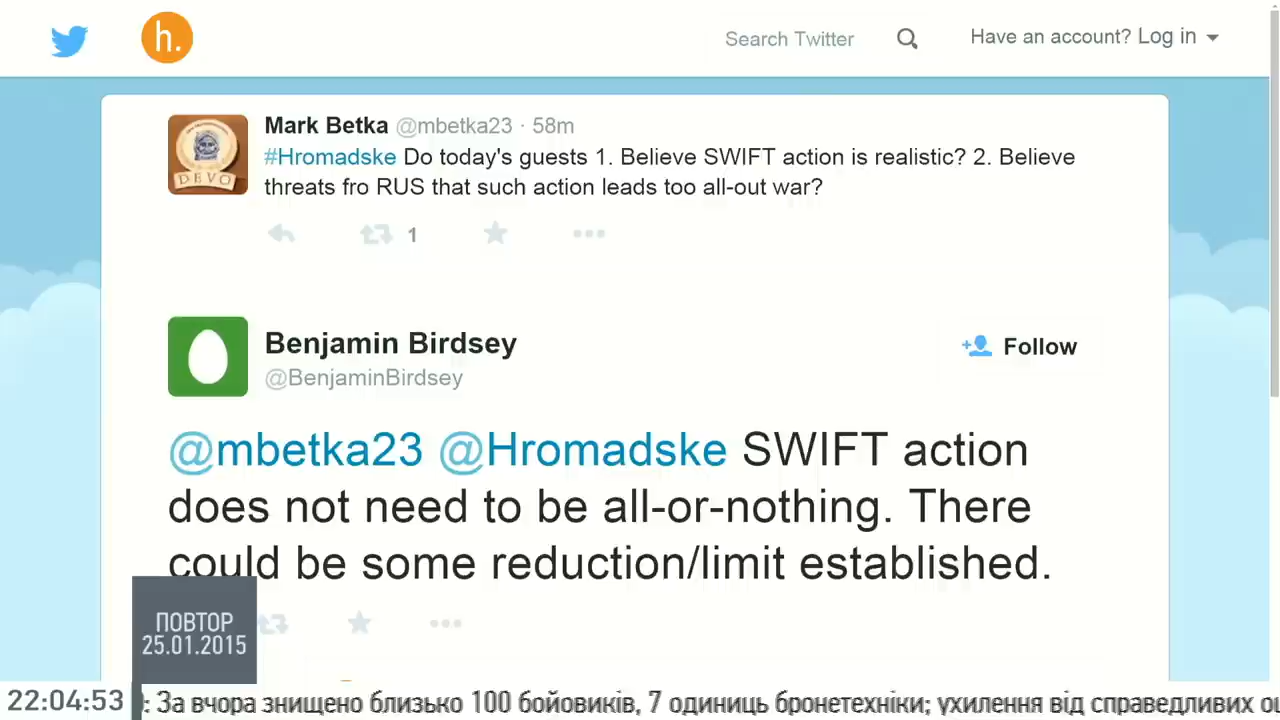 h.
Search Twitter
Have an account? Log in
Mark Betka @mbetka23 · 58m
#Hromadske Do today's guests 1. Believe SWIFT action is realistic? 2. Believe
threats fro RUS that such action leads too all-out war?
1
DEVO
Benjamin Birdsey
Follow
@BenjaminBirdsey
@mbetka23 @Hromadske SWIFT action
does not need to be all-or-nothing. There
could be some reduction/limit established.
ПОВТОР
25.01.2015
22:04:53 : За вчора знищено близько 100 бойовиків, 7 одиниць бронетехніки; ухилення від справедливих